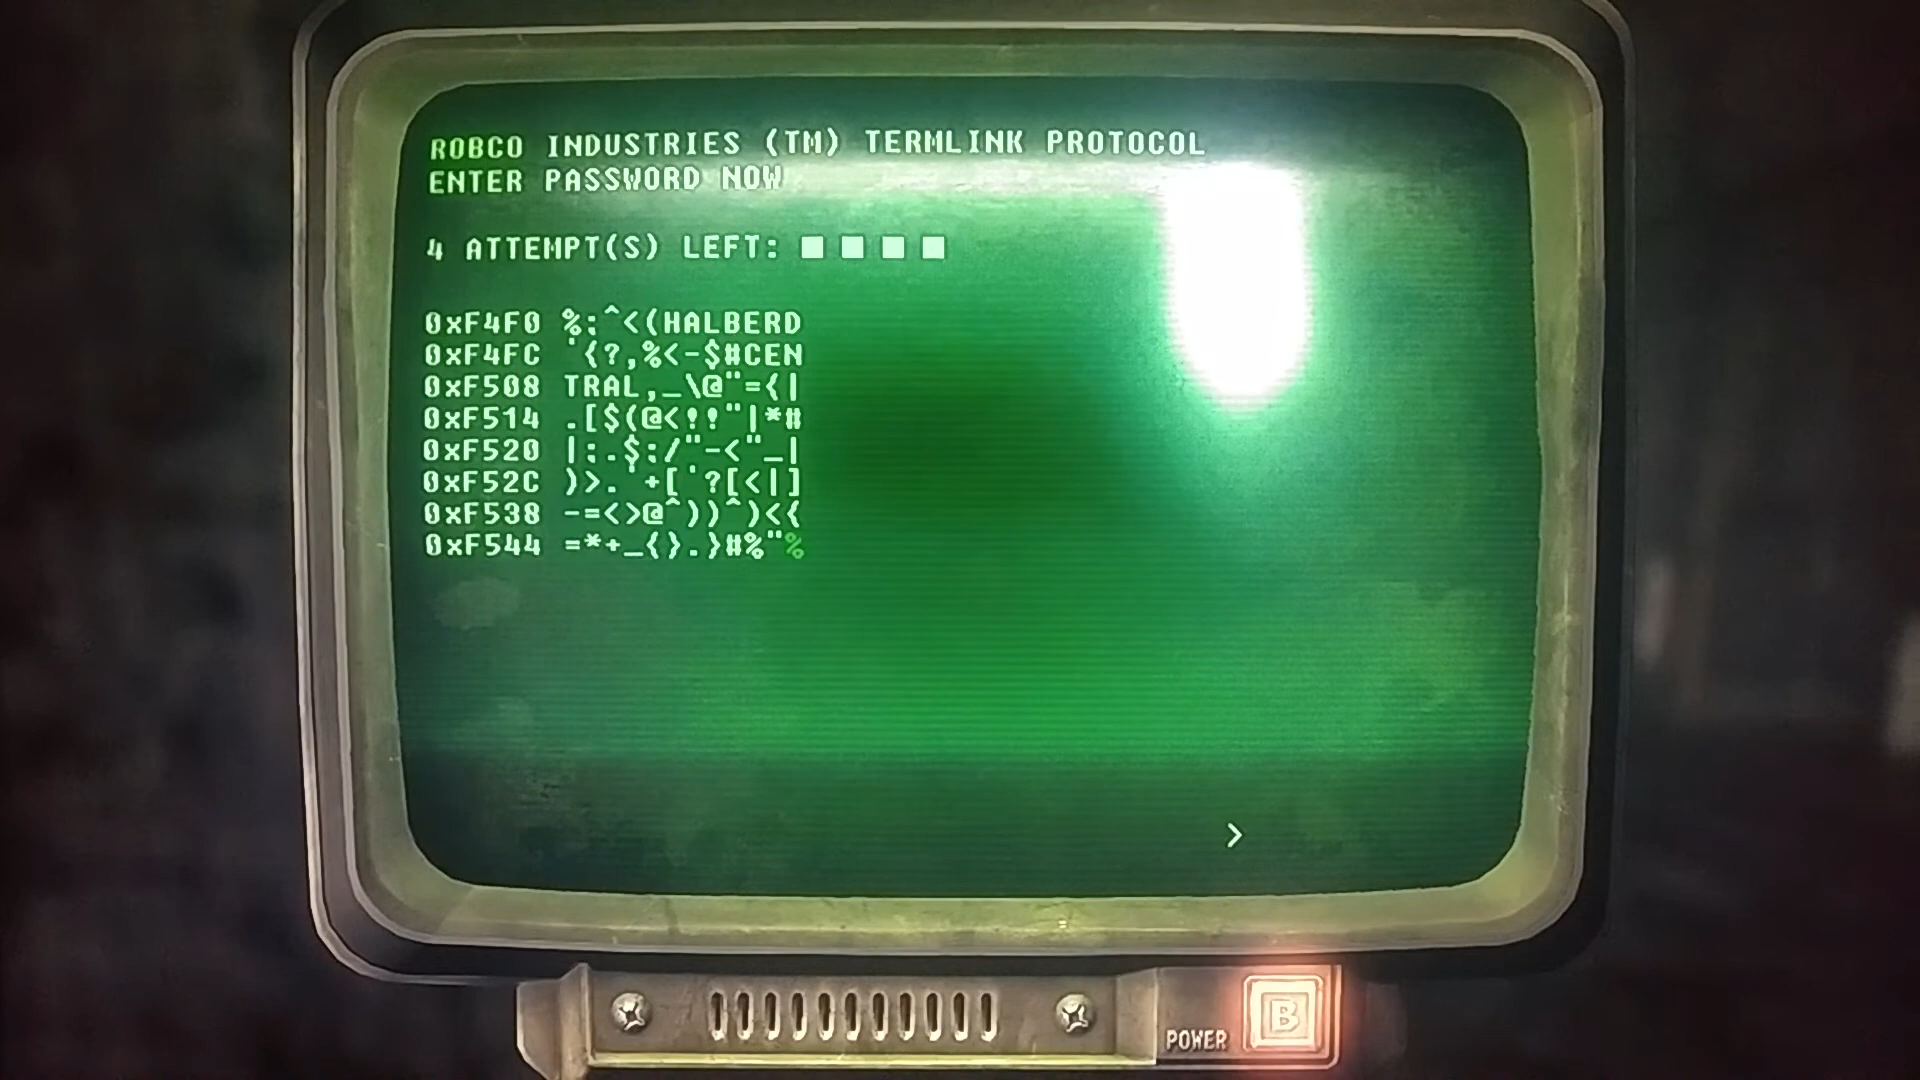 ROBCO INDUSTRIES (TM) TERMLINK PROTOCOL
ENTER PASSWORD NOW
4 ATTEMPT(S) LEFT: ■ ■ ■ ■
0xF4F0 %;^<(HALBERD
0xF4FC '{?,%<-$#CEN
0xF508 TRAL,_\@"={|
0xF514 .[$(@<!!"|*#
0xF520 |;.$:/"-<"_|
0xF52C )>.'+['?[<|]
0xF538 -=<>@^))^)<{
0xF544 =*+_{}.}#%"%
>
POWER
B